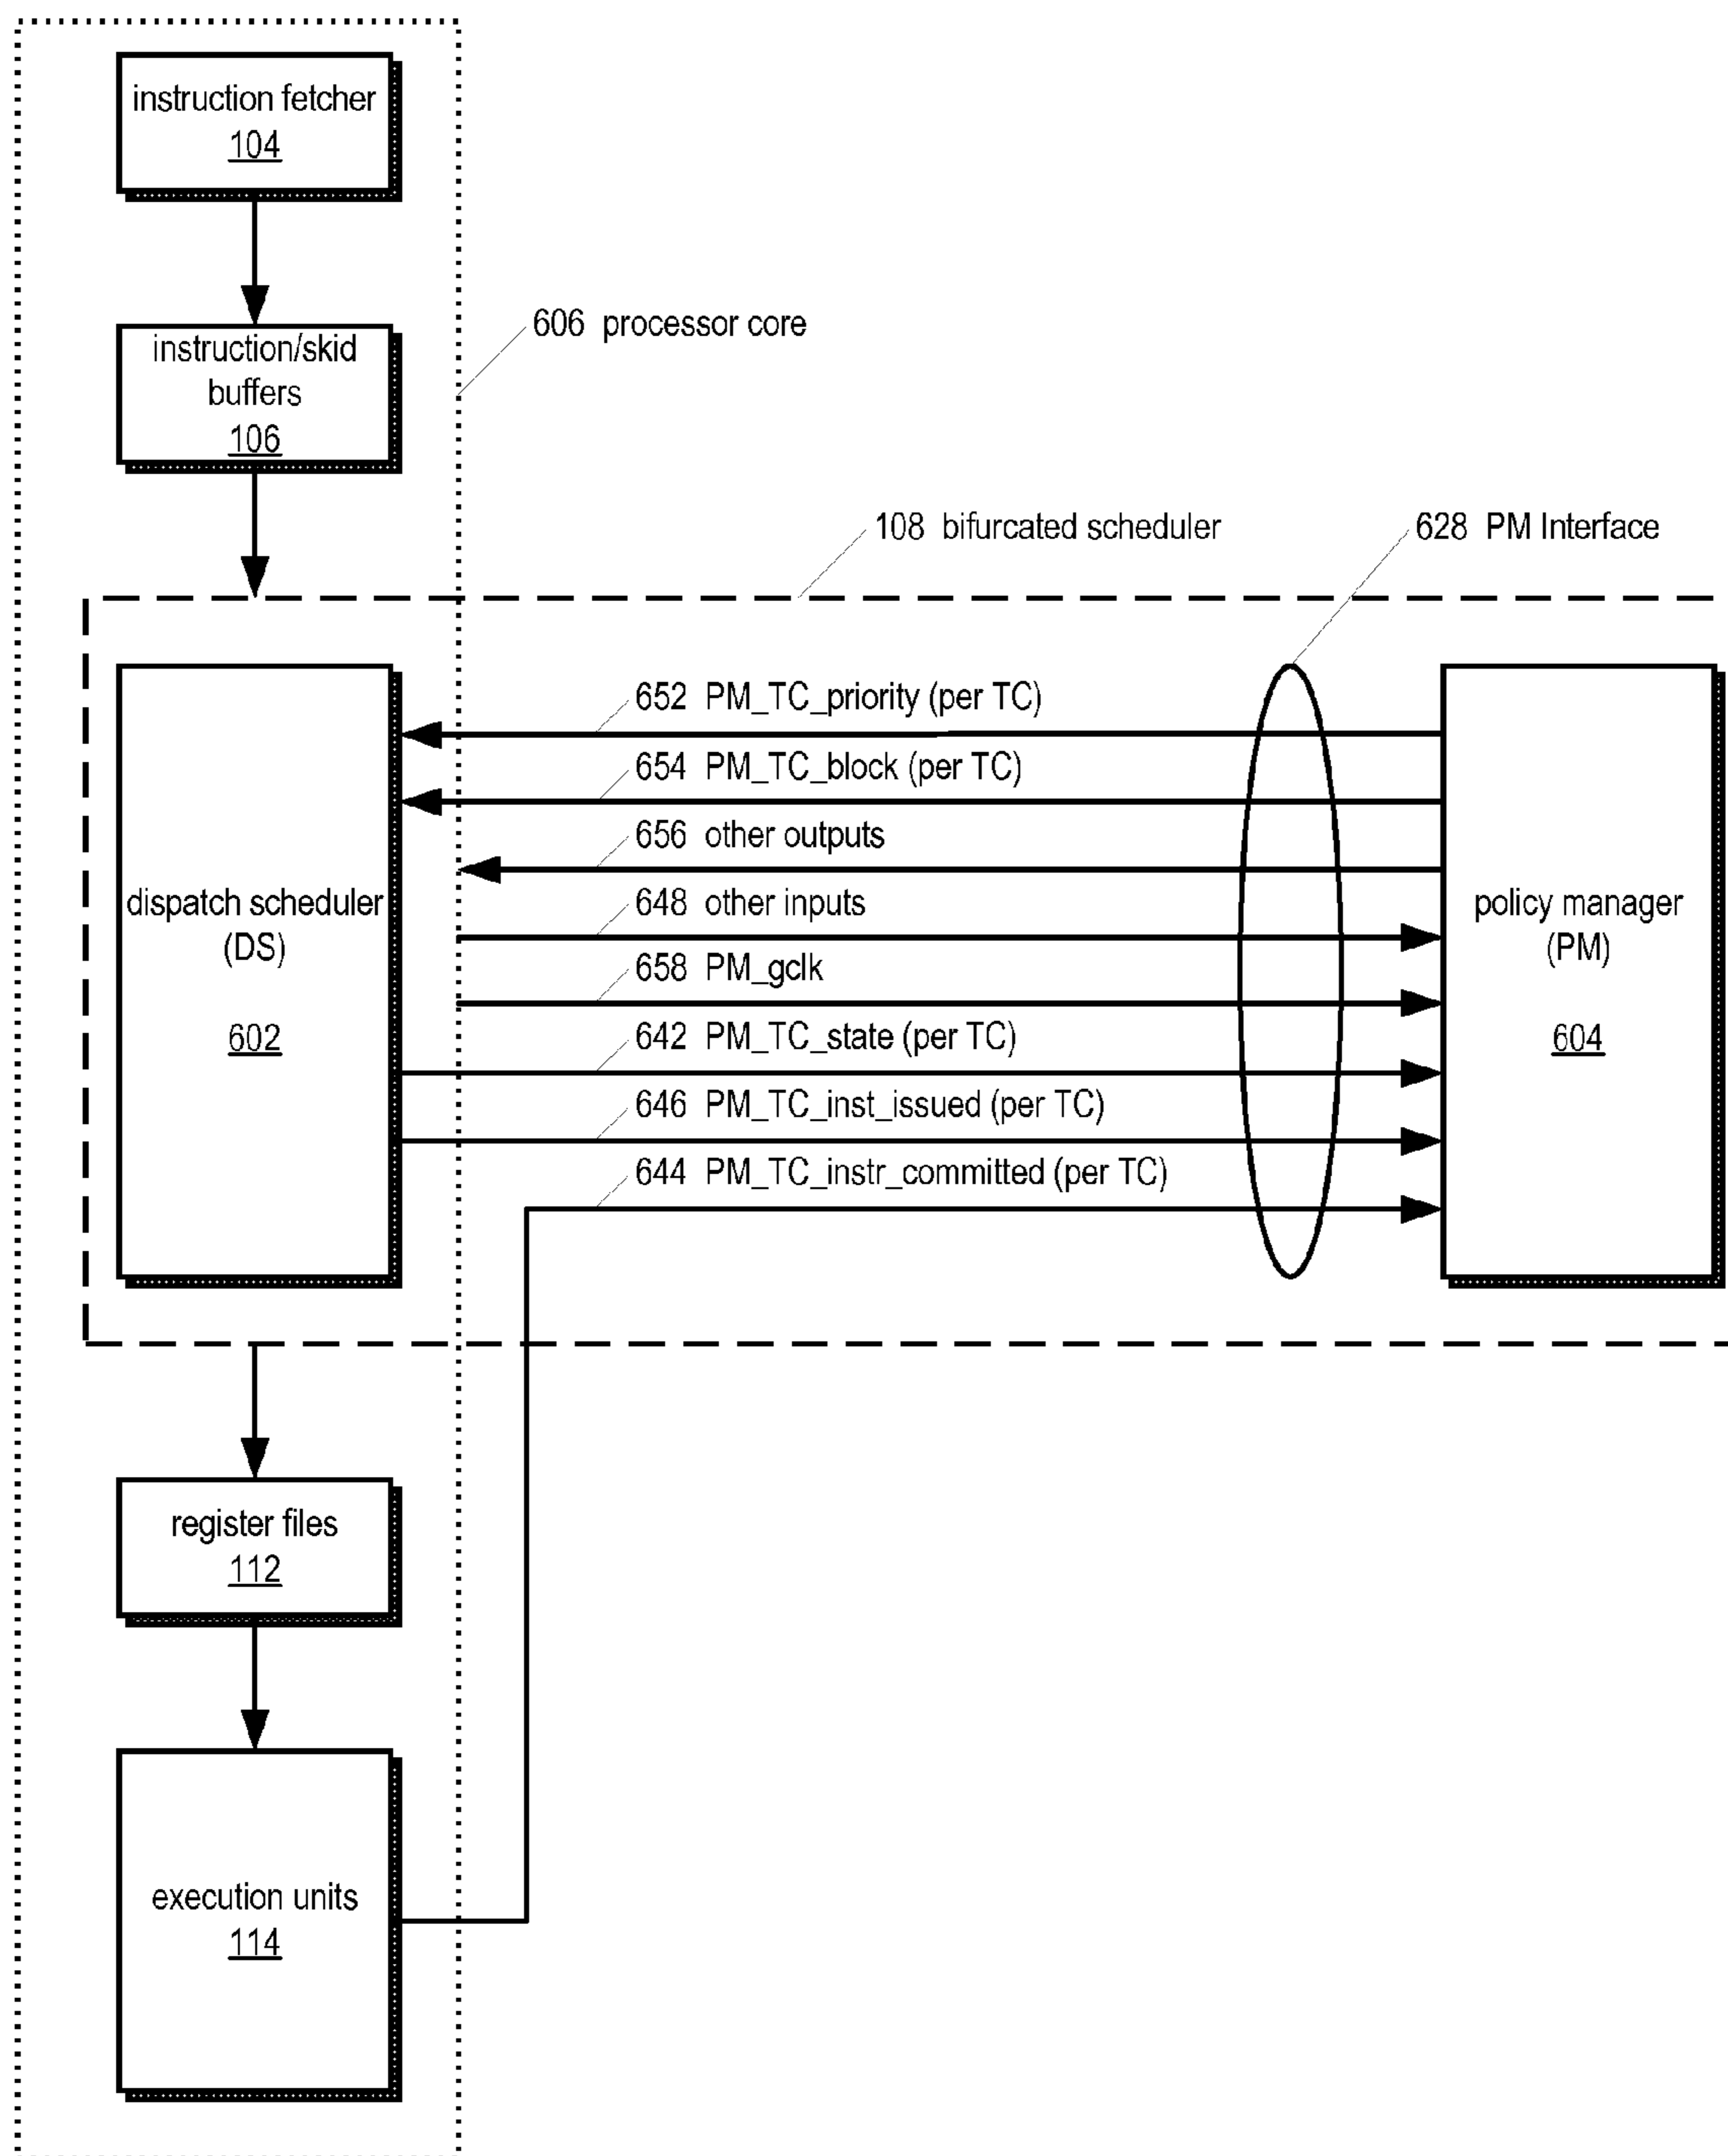 instruction fetcher
104
instruction/skid
buffers
106
606 processor core
108 bifurcated scheduler
628 PM Interface
652 PM_TC_priority (per TC)
654 PM_TC_block (per TC)
656 other outputs
648 other inputs
658 PM_gclk
642 PM_TC_state (per TC)
646 PM_TC_inst_issued (per TC)
644 PM_TC_instr_committed (per TC)
dispatch scheduler
(DS)
602
policy manager
(PM)
604
register files
112
execution units
114